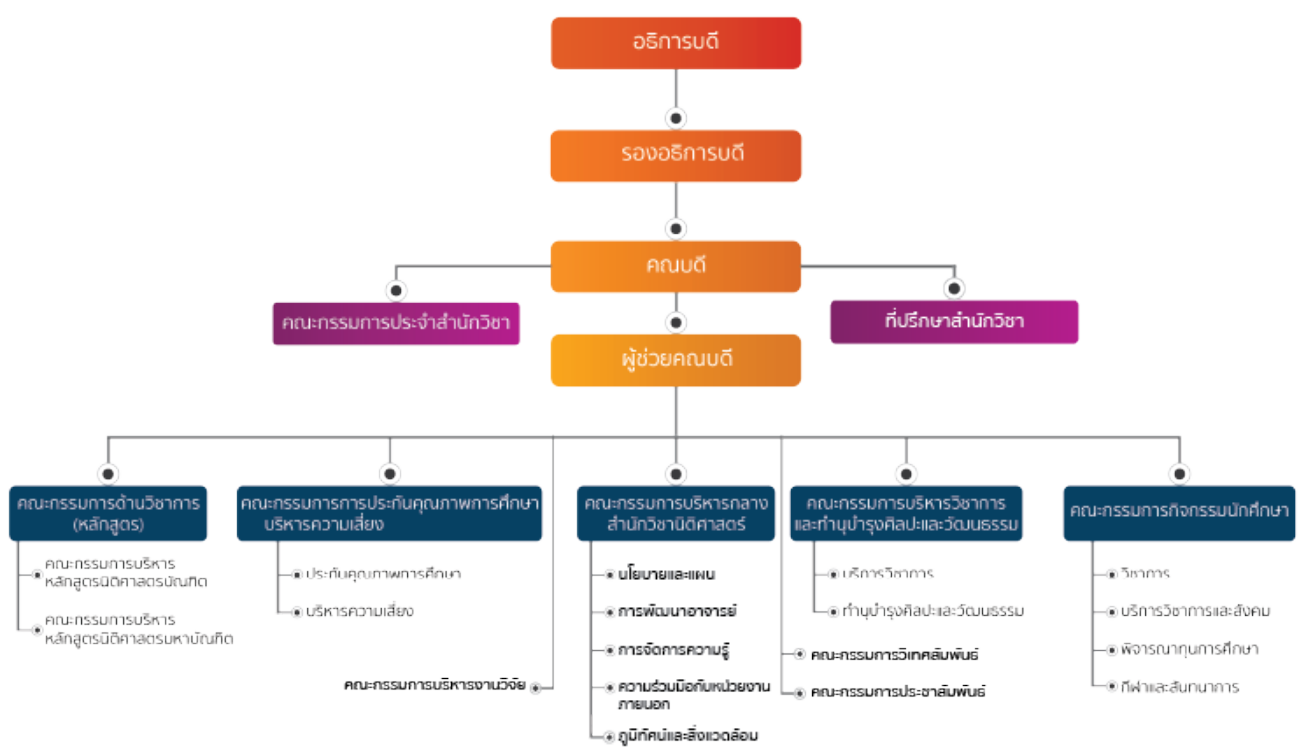 อธิการบดี
รองอธิการบดี
คณบดี
คณะกรรมการประจำสำนักวิชา
ที่ปรึกษาสำนักวิชา
ผู้ช่วยคณบดี
คณะกรรมการด้านวิชาการ
(หลักสูตร)
คณะกรรมการบริหาร
หลักสูตรนิติศาสตรบัณฑิต
คณะกรรมการบริหาร
หลักสูตรนิติศาสตรมหาบัณฑิต
คณะกรรมการการประกันคุณภาพการศึกษา
บริหารความเสี่ยง
ประกันคุณภาพการศึกษา
บริหารความเสี่ยง
คณะกรรมการบริหารงานวิจัย
คณะกรรมการบริหารกลาง
สำนักวิชานิติศาสตร์
นโยบายและแผน
การพัฒนาอาจารย์
การจัดการความรู้
ความร่วมมือกับหน่วยงาน
ภายนอก
ภูมิทัศน์และสิ่งแวดล้อม
คณะกรรมการบริหารวิชาการ
และทำนุบำรุงศิลปะและวัฒนธรรม
บริการวิชาการ
ทำนุบำรุงศิลปะและวัฒนธรรม
คณะกรรมการวิเทศสัมพันธ์
คณะกรรมการประชาสัมพันธ์
คณะกรรมการกิจกรรมนักศึกษา
วิชาการ
บริการวิชาการและสังคม
พิจารณาทุนการศึกษา
กีฬาและสันทนาการ